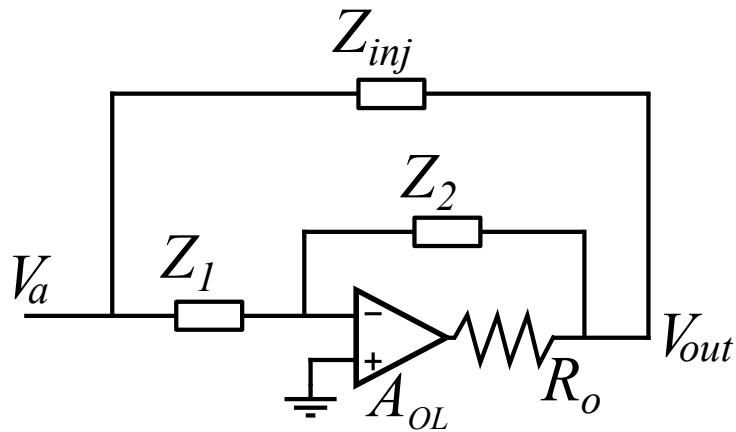 Z_inj
Z_2
Z_1
V_a
−
+
A_OL
R_o
V_out